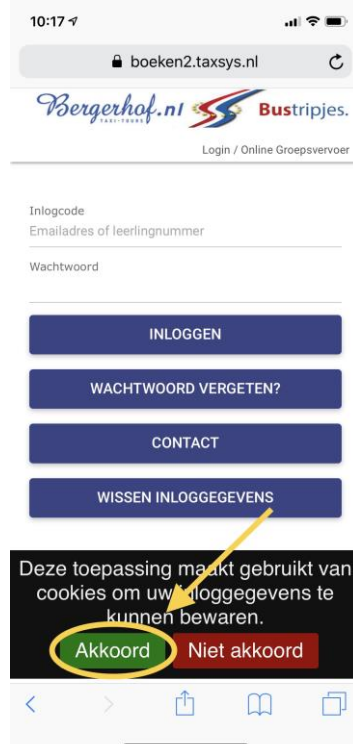 10:17
boeken2.taxsys.nl
Bergerhof.nl
TAXI-TOURS
Bustripjes.
Login / Online Groepsvervoer
Inlogcode
Emailadres of leerlingnummer
Wachtwoord
INLOGGEN
WACHTWOORD VERGETEN?
CONTACT
WISSEN INLOGGEGEVENS
Deze toepassing maakt gebruikt van
cookies om uw inloggegevens te
kunnen bewaren.
Akkoord Niet akkoord